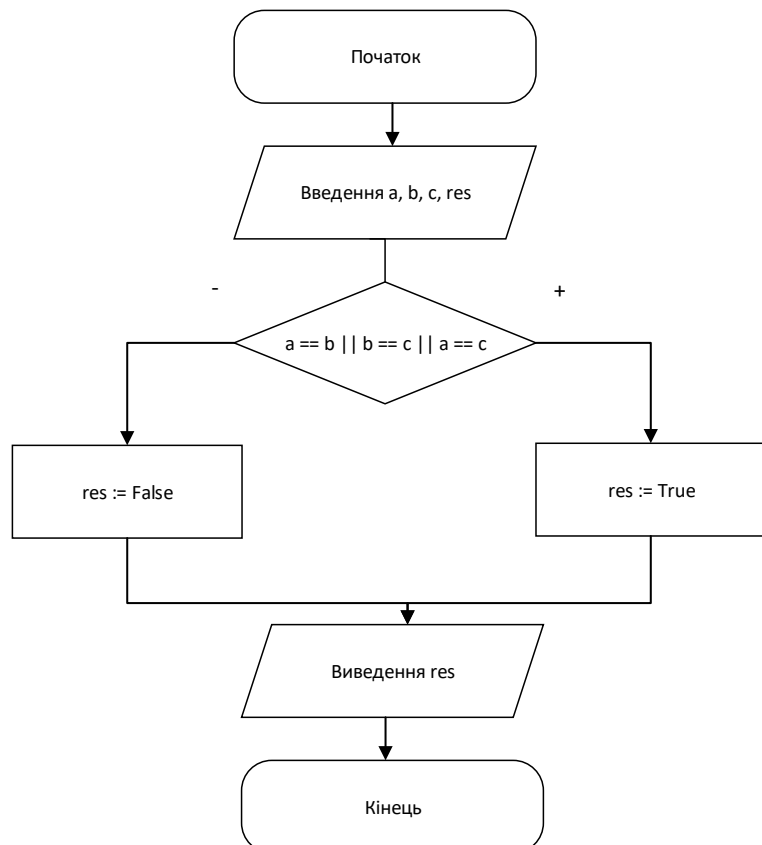 Початок
Введення a, b, c, res
-
+
a == b || b == c || a == c
res := False
res := True
Виведення res
Кінець